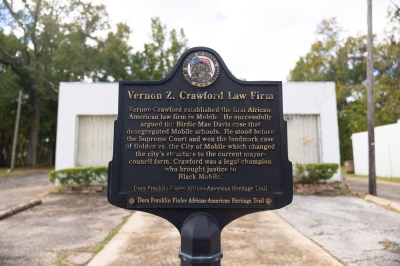 Vernon Z. Crawford Law Firm
Vernon Crawford established the first African-
American law firm in Mobile. He successfully
argued the Birdie Mae Davis case that
desegregated Mobile schools. He stood before
the Supreme Court and won the landmark case
of Bolden vs. the City of Mobile which changed
the city's structure to the current mayor-
council form. Crawford was a legal champion
who brought justice to
Black Mobile.
Dora Franklin Finley African-American Heritage Trail
Dora Franklin Finley African-American Heritage Trail